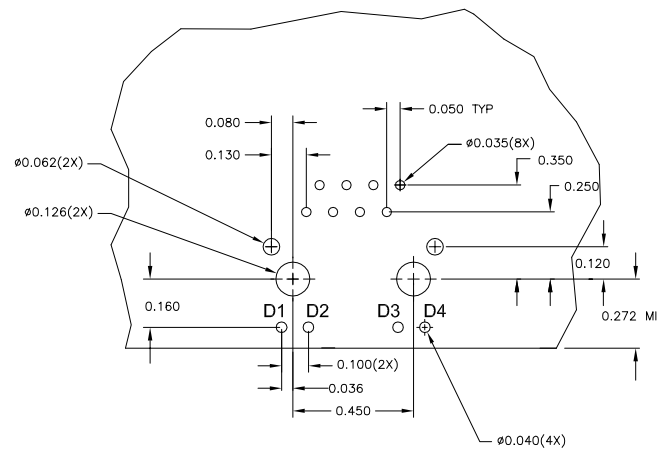 0.050 TYP
0.080
ø0.035(8X)
0.130
0.350
ø0.062(2X)
0.250
ø0.126(2X)
0.120
0.160
0.272 MI
D1 D2 D3 D4
0.100(2X)
0.036
0.450
ø0.040(4X)